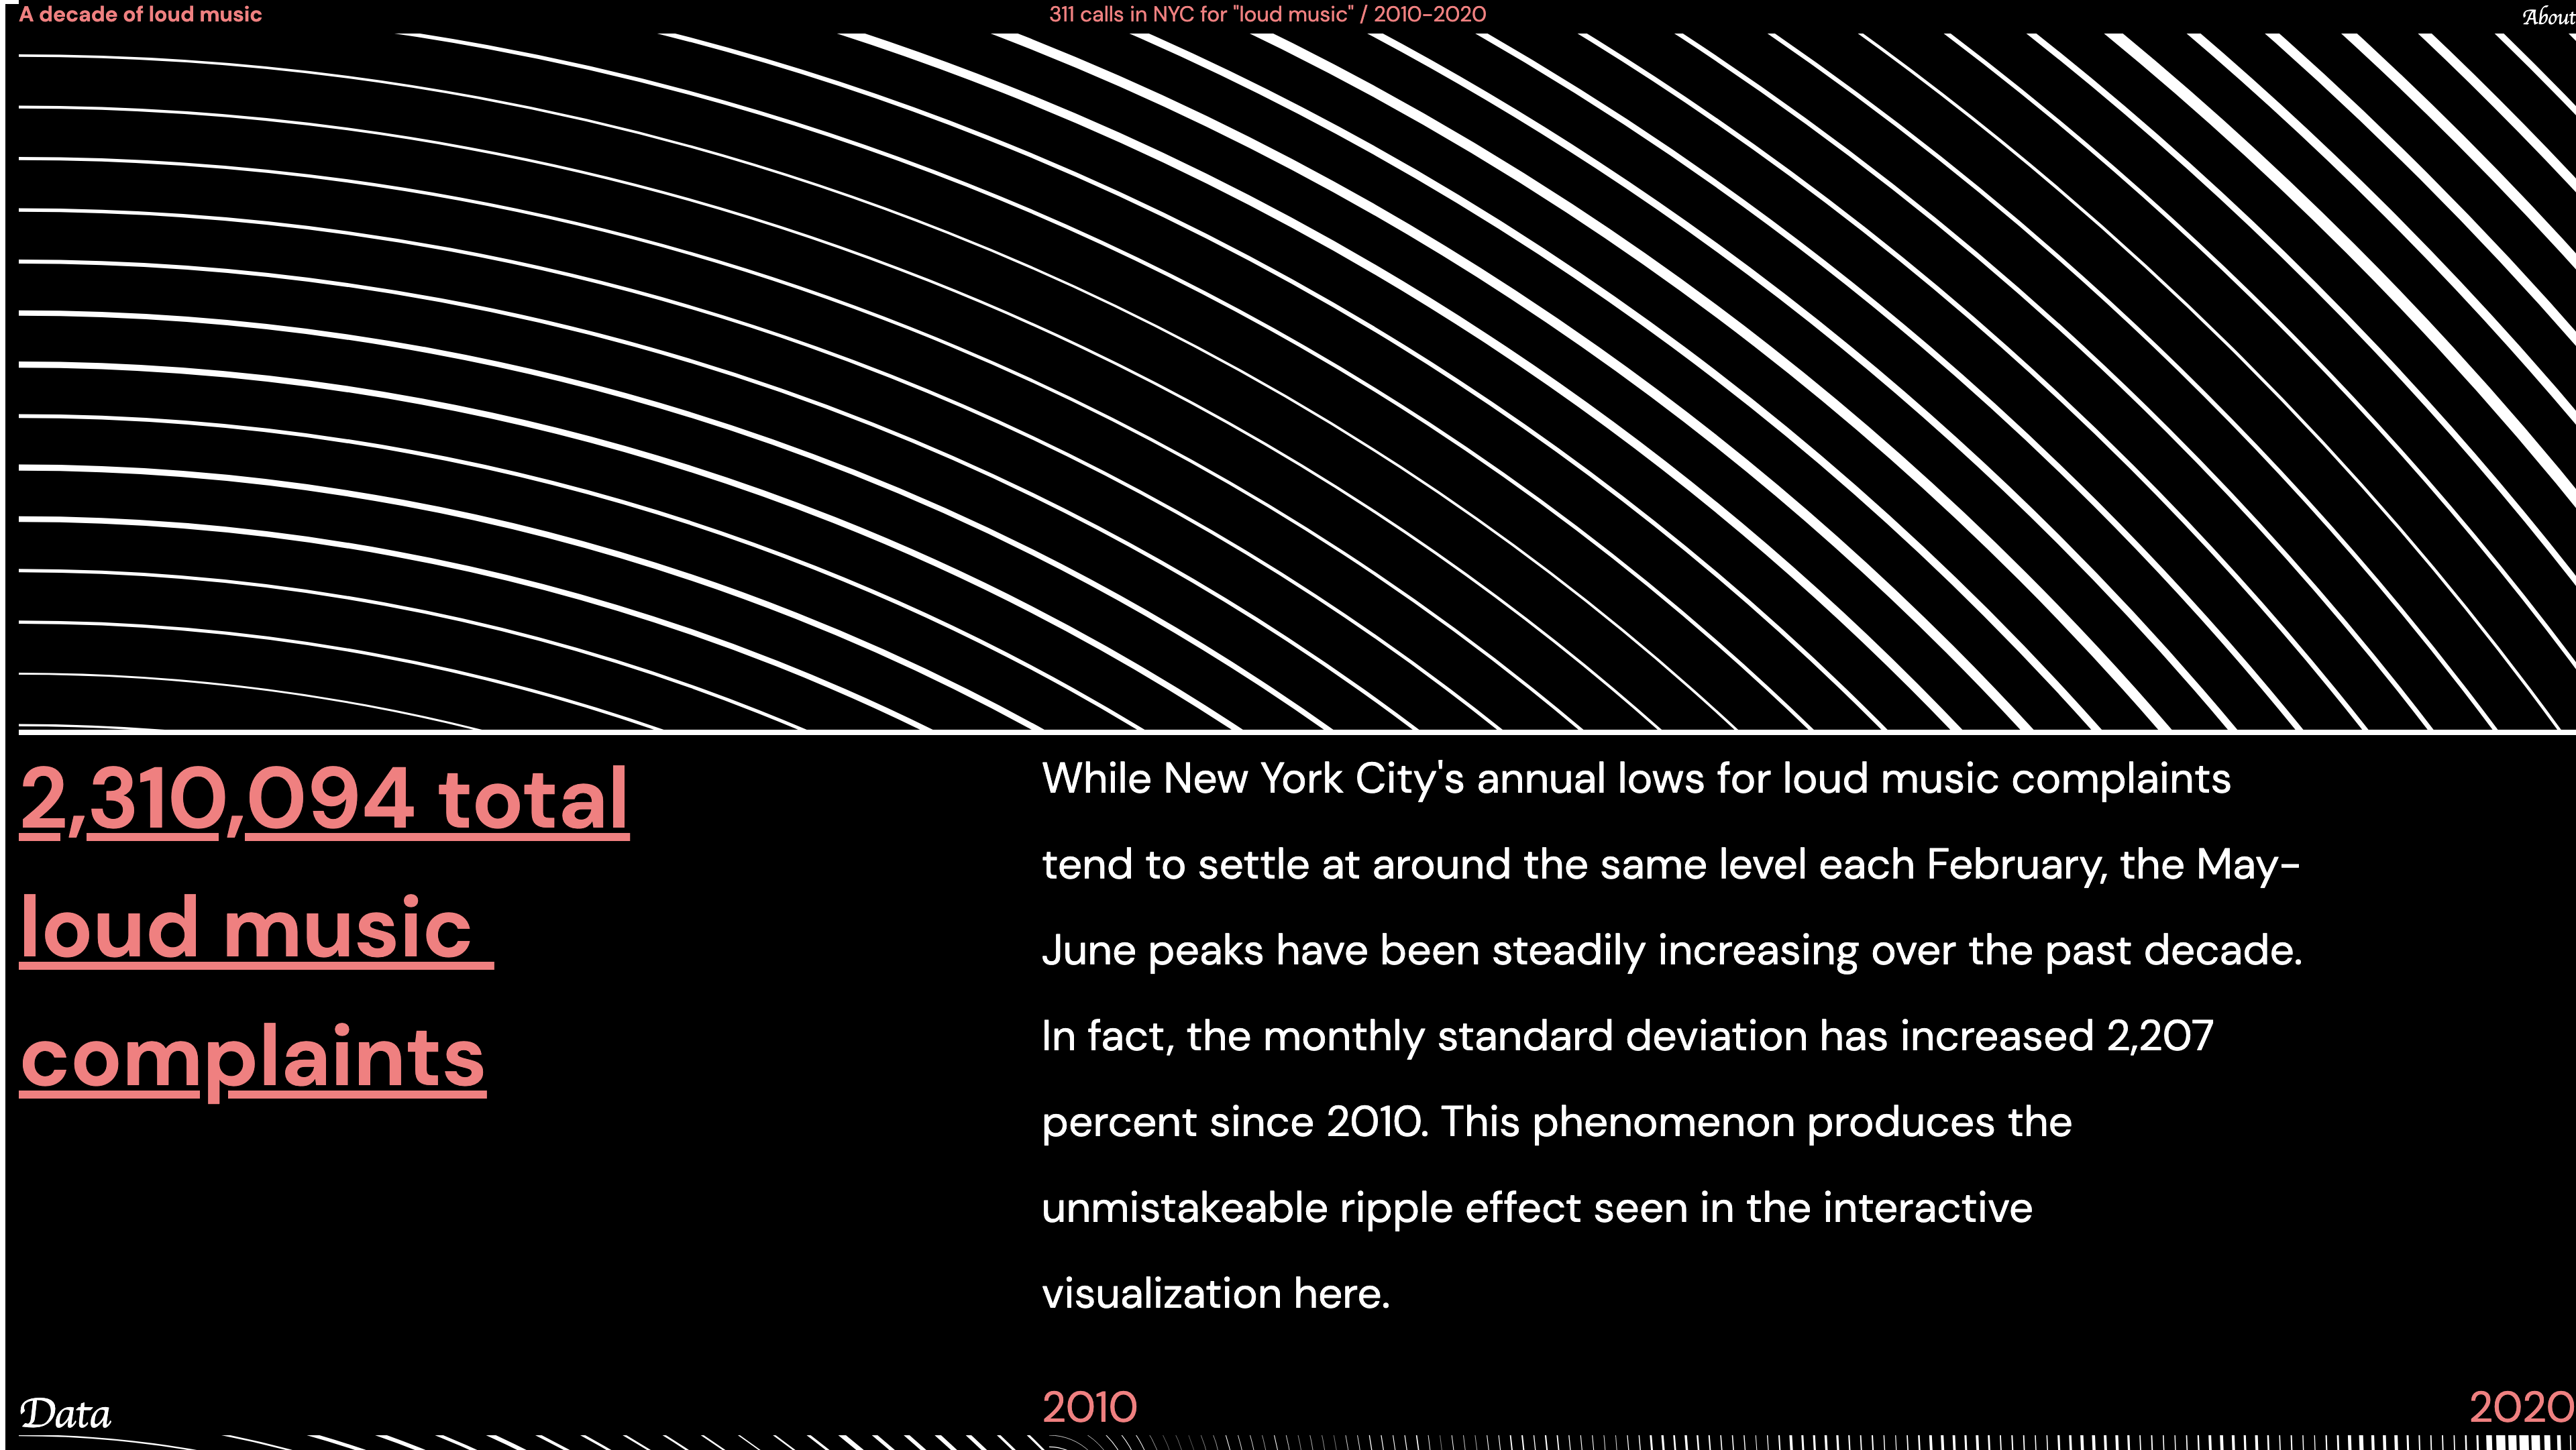 A decade of loud music
311 calls in NYC for "loud music" / 2010-2020
About
2,310,094 total
loud music
complaints
While New York City's annual lows for loud music complaints
tend to settle at around the same level each February, the May-
June peaks have been steadily increasing over the past decade.
In fact, the monthly standard deviation has increased 2,207
percent since 2010. This phenomenon produces the
unmistakeable ripple effect seen in the interactive
visualization here.
Data
2010
2020